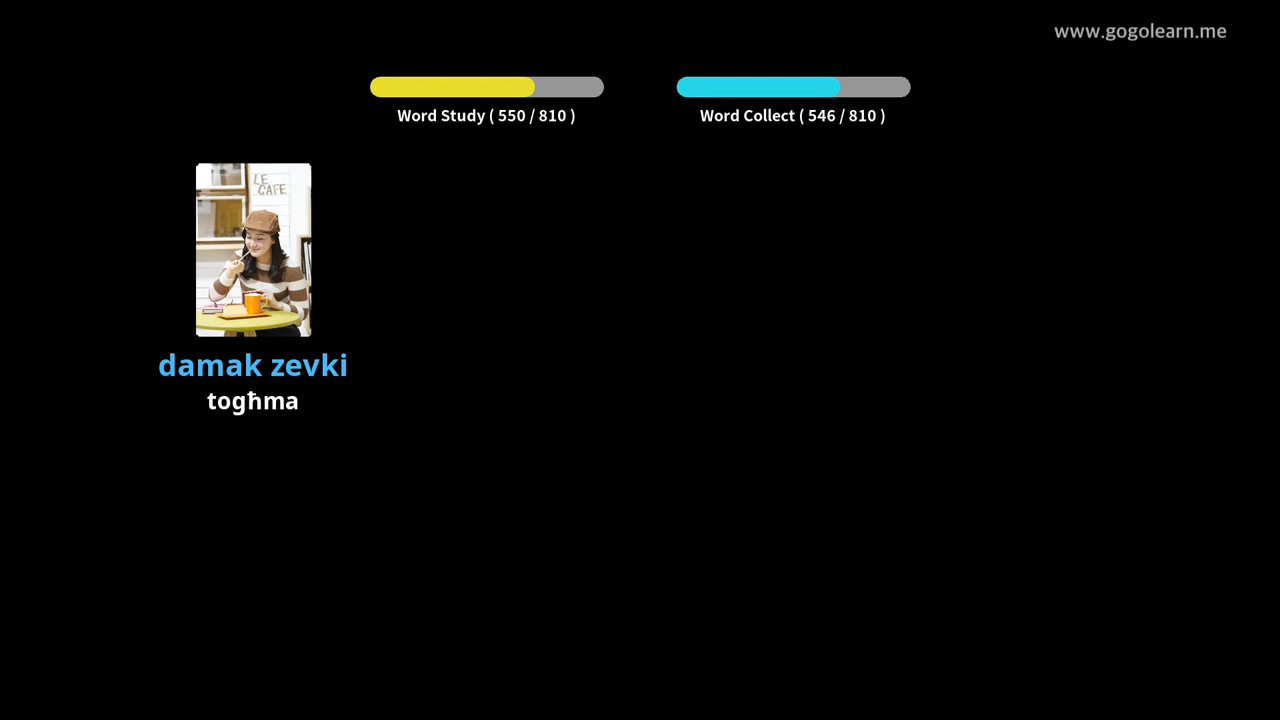 www.gogolearn.me
Word Study ( 550 / 810 )
Word Collect ( 546 / 810 )
LE
CAFE
damak zevki
togħma